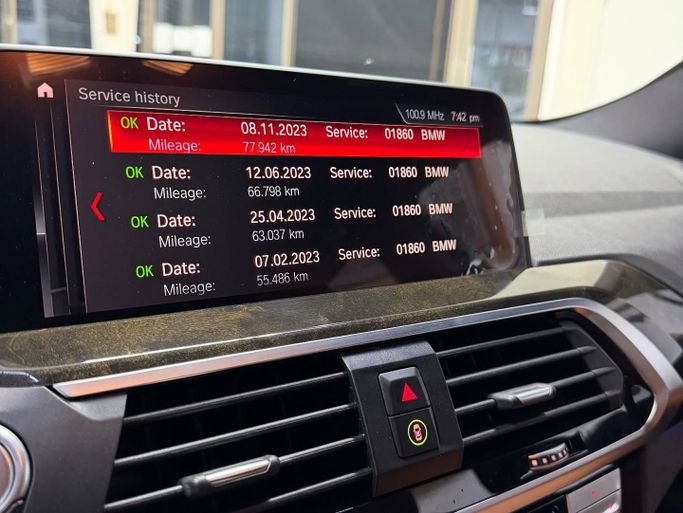 Service history
100.9 MHz 7:42 pm
OK Date: 08.11.2023 Service: 01860 BMW
Mileage: 77.942 km
OK Date: 12.06.2023 Service: 01860 BMW
Mileage: 66.798 km
OK Date: 25.04.2023 Service: 01860 BMW
Mileage: 63.037 km
OK Date: 07.02.2023 Service: 01860 BMW
Mileage: 55.486 km